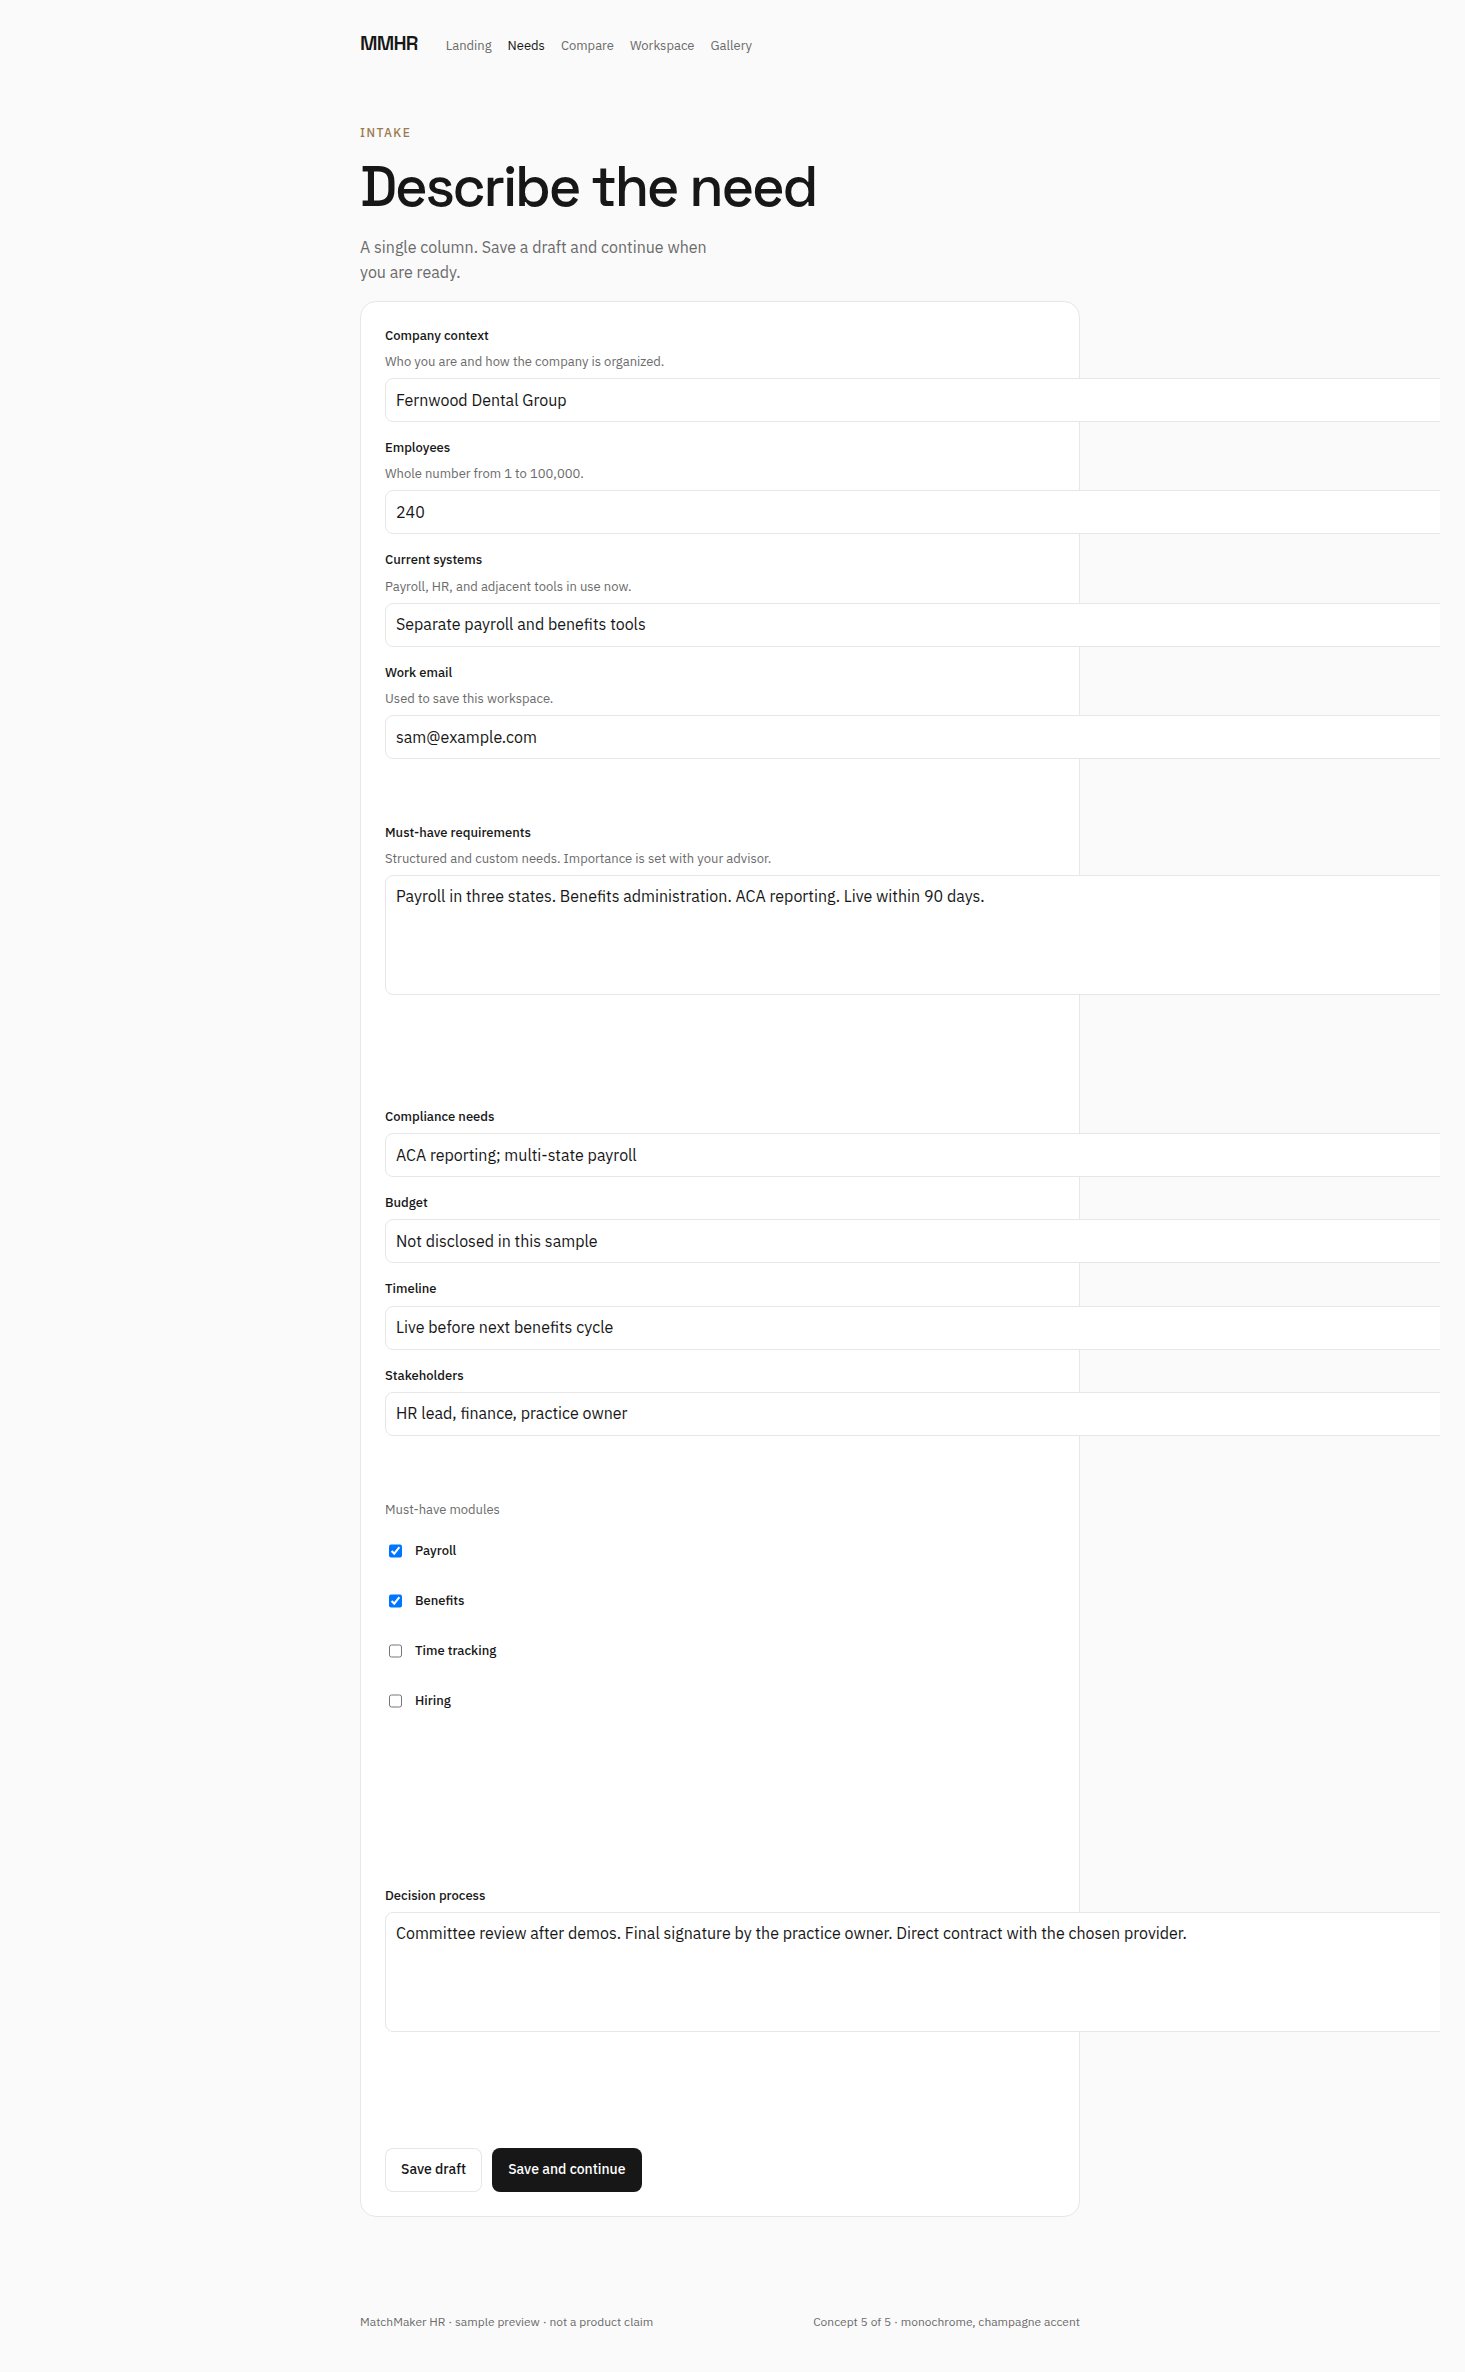 MMHR Landing Needs Compare Workspace Gallery
INTAKE
Describe the need
A single column. Save a draft and continue when
you are ready.
Company context
Who you are and how the company is organized.
Fernwood Dental Group
Employees
Whole number from 1 to 100,000.
240
Current systems
Payroll, HR, and adjacent tools in use now.
Separate payroll and benefits tools
Work email
Used to save this workspace.
sam@example.com
Must-have requirements
Structured and custom needs. Importance is set with your advisor.
Payroll in three states. Benefits administration. ACA reporting. Live within 90 days.
Compliance needs
ACA reporting; multi-state payroll
Budget
Not disclosed in this sample
Timeline
Live before next benefits cycle
Stakeholders
HR lead, finance, practice owner
Must-have modules
Payroll
Benefits
Time tracking
Hiring
Decision process
Committee review after demos. Final signature by the practice owner. Direct contract with the chosen provider.
Save draft Save and continue
MatchMaker HR · sample preview · not a product claim Concept 5 of 5 · monochrome, champagne accent